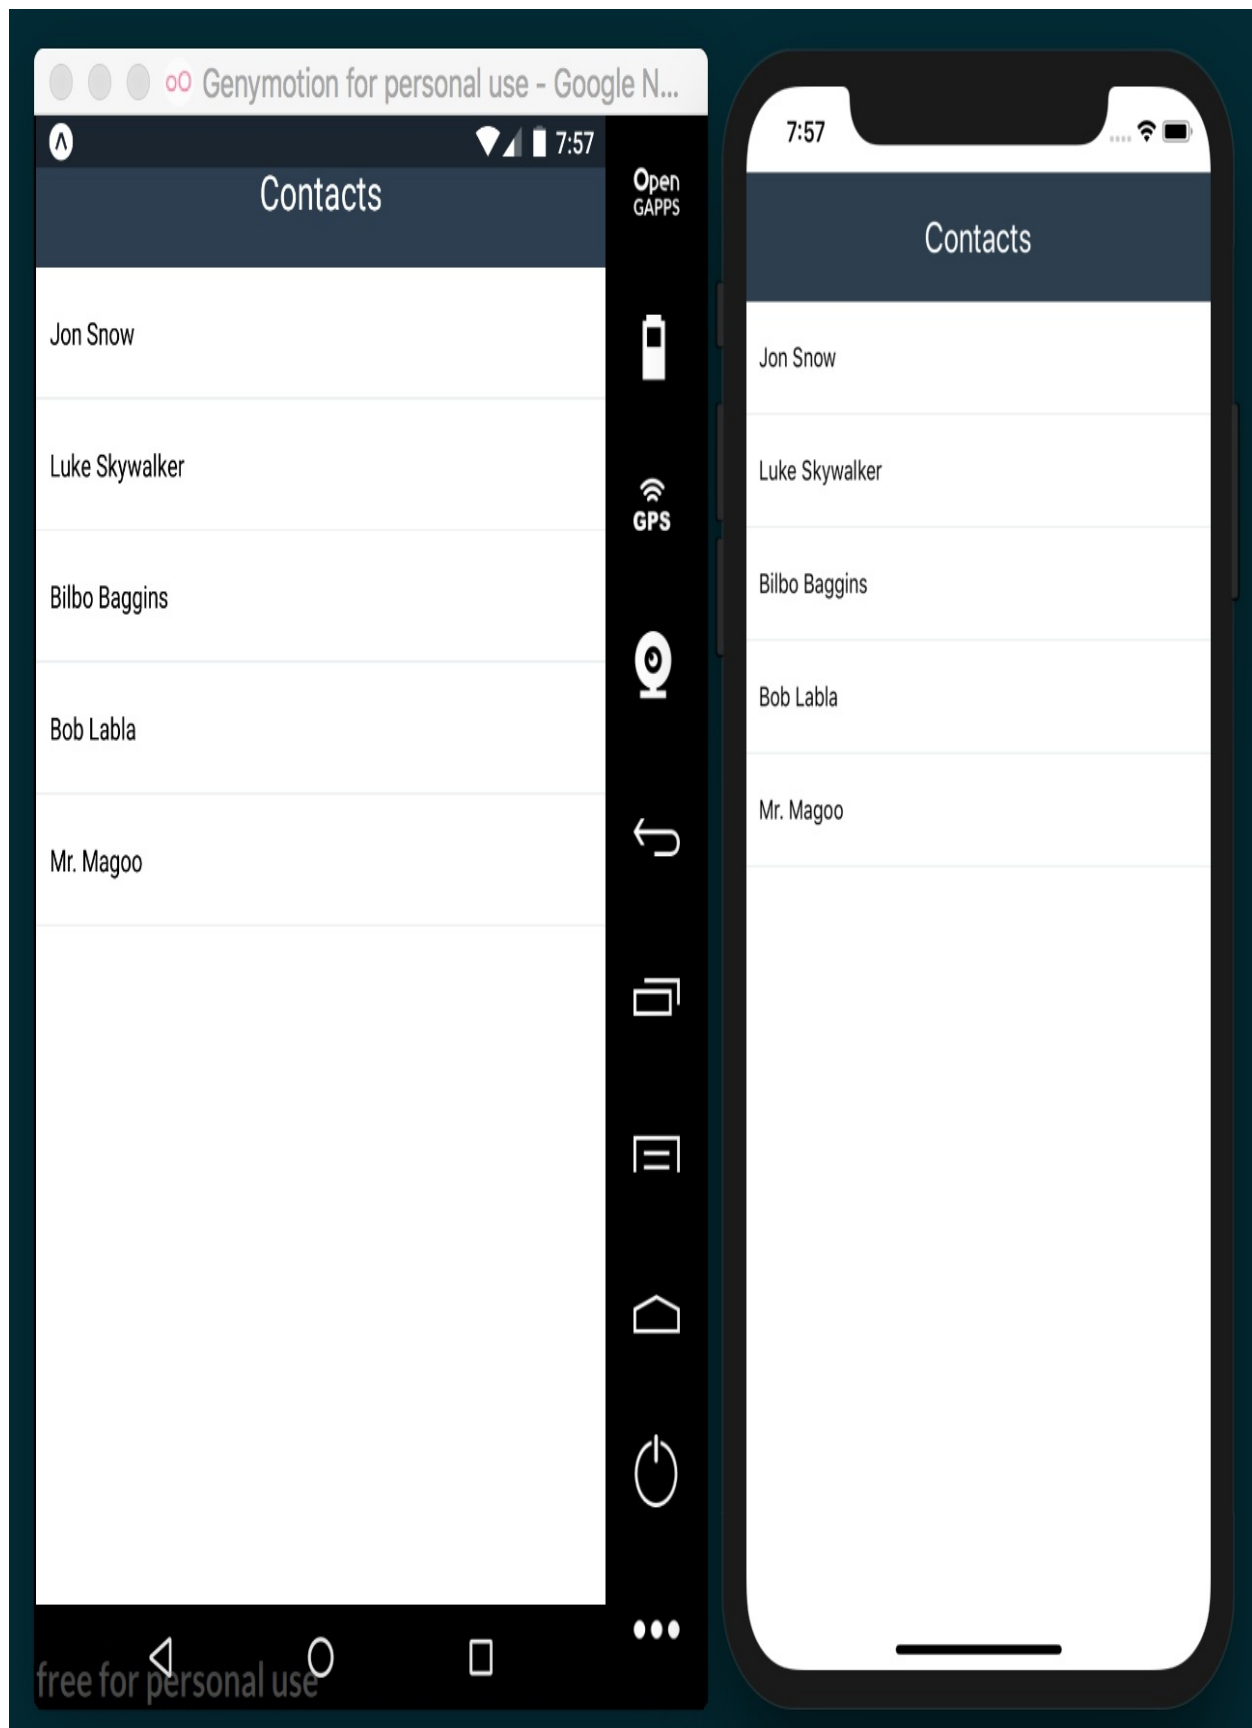 Genymotion for personal use - Google N...
7:57
Contacts
Jon Snow
Luke Skywalker
Bilbo Baggins
Bob Labla
Mr. Magoo
free for personal use
Open
GAPPS
GPS
7:57
Contacts
Jon Snow
Luke Skywalker
Bilbo Baggins
Bob Labla
Mr. Magoo